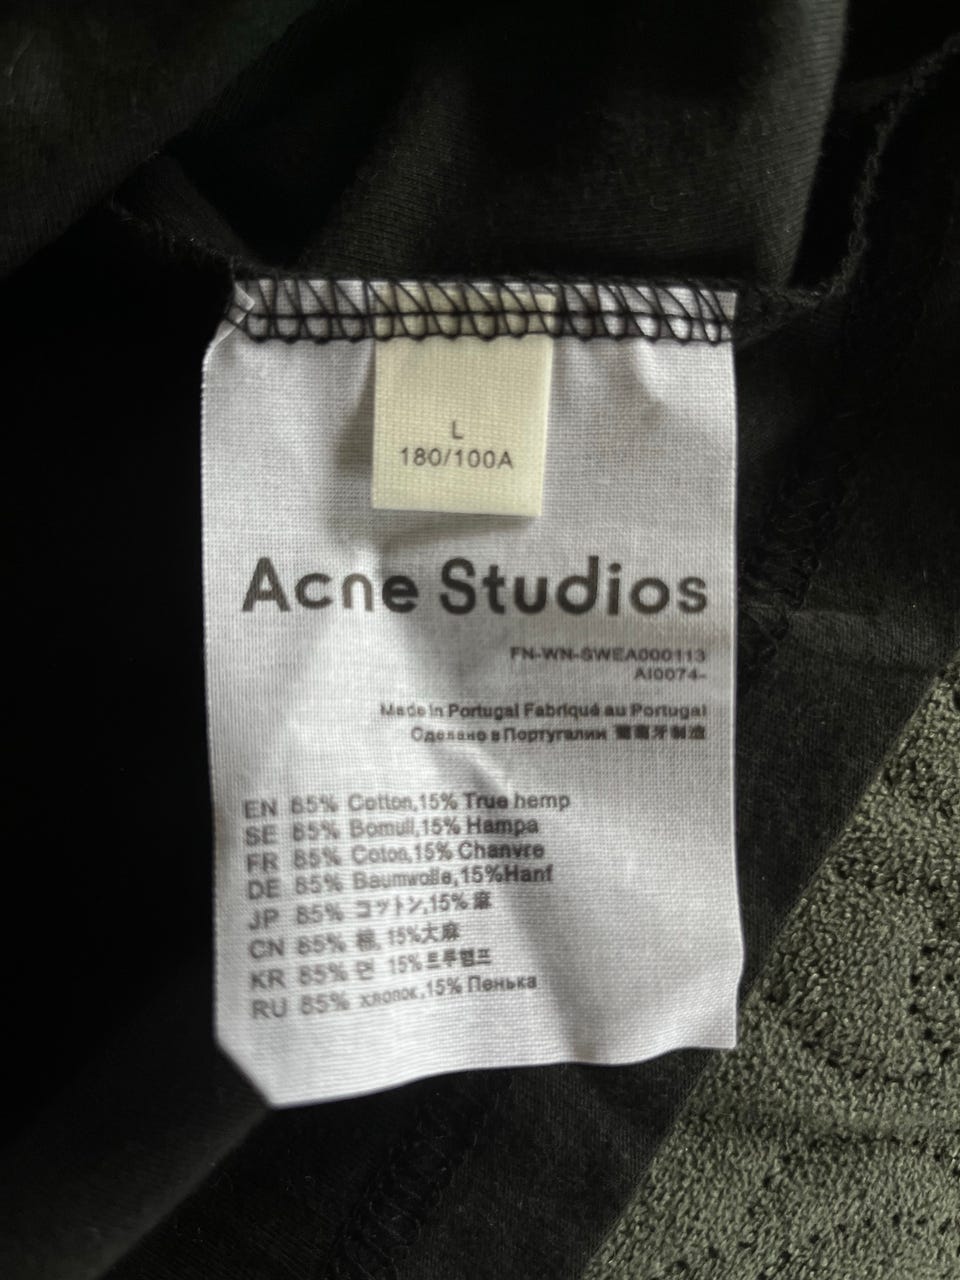 L
180/100A
Acne Studios
FN-WN-SWEA000113
AI0074-
Made in Portugal Fabriqué au Portugal
Сделано в Португалии 葡萄牙制造
EN 85% Cotton,15% True hemp
SE 85% Bomull,15% Hampa
FR 85% Coton,15% Chanvre
DE 85% Baumwolle,15%Hanf
JP 85% コットン,15% 麻
CN 85% 棉, 15%大麻
KR 85% 면 15%트루햄프
RU 85% хлопок,15% Пенька